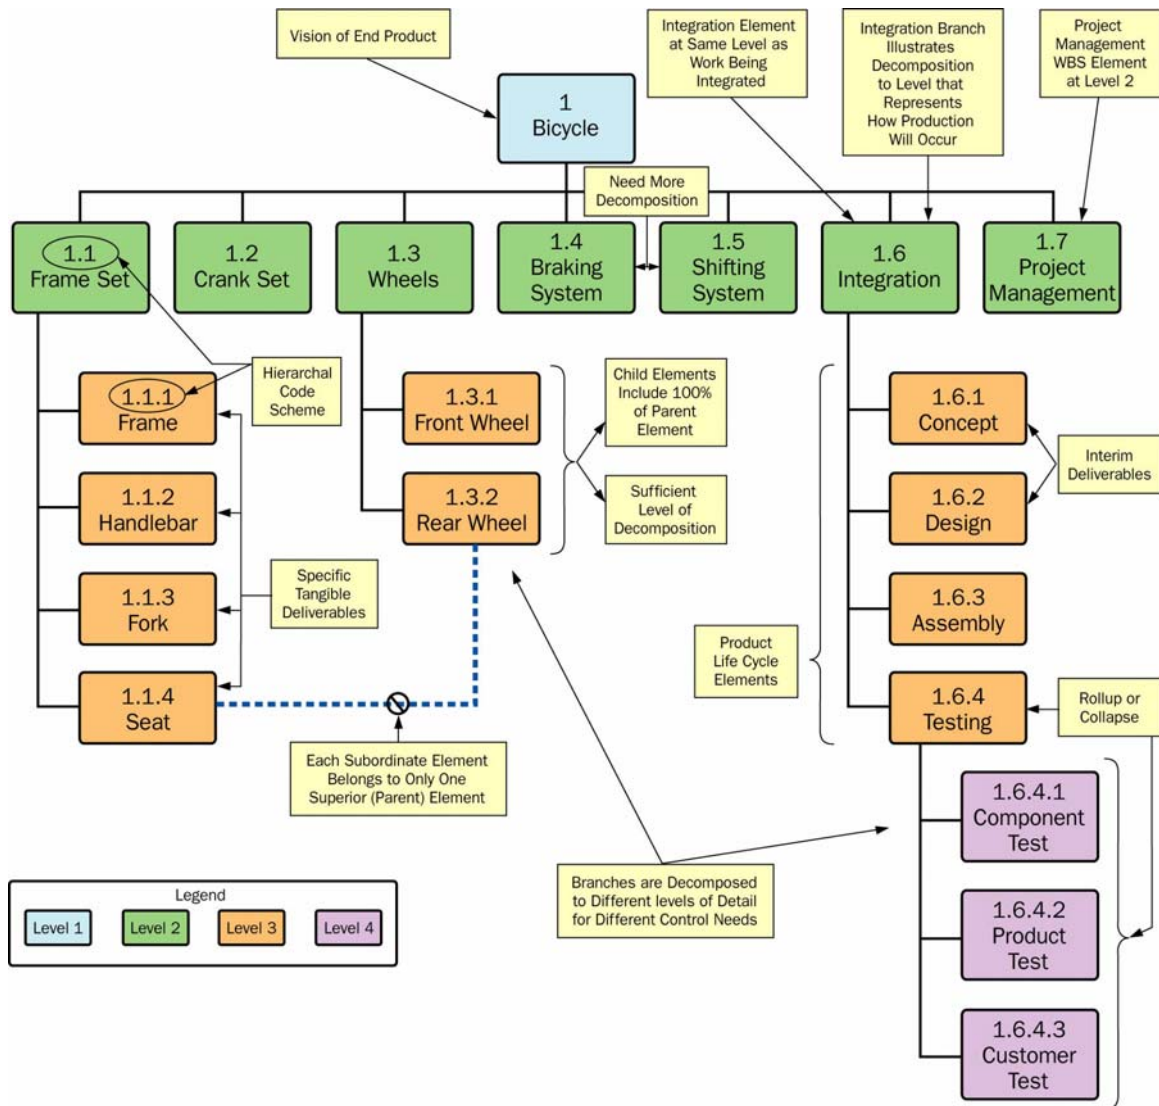 Vision of End Product
Integration Element
at Same Level as
Work Being
Integrated
Integration Branch
Illustrates
Decomposition
to Level that
Represents
How Production
Will Occur
Project
Management
WBS Element
at Level 2
1
Bicycle
Need More
Decomposition
1.1
Frame Set
1.2
Crank Set
1.3
Wheels
1.4
Braking
System
1.5
Shifting
System
1.6
Integration
1.7
Project
Management
Hierarchal
Code
Scheme
1.1.1
Frame
1.1.2
Handlebar
1.1.3
Fork
1.1.4
Seat
Specific
Tangible
Deliverables
1.3.1
Front Wheel
1.3.2
Rear Wheel
Child Elements
Include 100%
of Parent
Element
Sufficient
Level of
Decomposition
Each Subordinate Element
Belongs to Only One
Superior (Parent) Element
Product
Life Cycle
Elements
1.6.1
Concept
1.6.2
Design
1.6.3
Assembly
1.6.4
Testing
Interim
Deliverables
Rollup or
Collapse
1.6.4.1
Component
Test
1.6.4.2
Product
Test
1.6.4.3
Customer
Test
Branches are Decomposed
to Different levels of Detail
for Different Control Needs
Legend
Level 1
Level 2
Level 3
Level 4